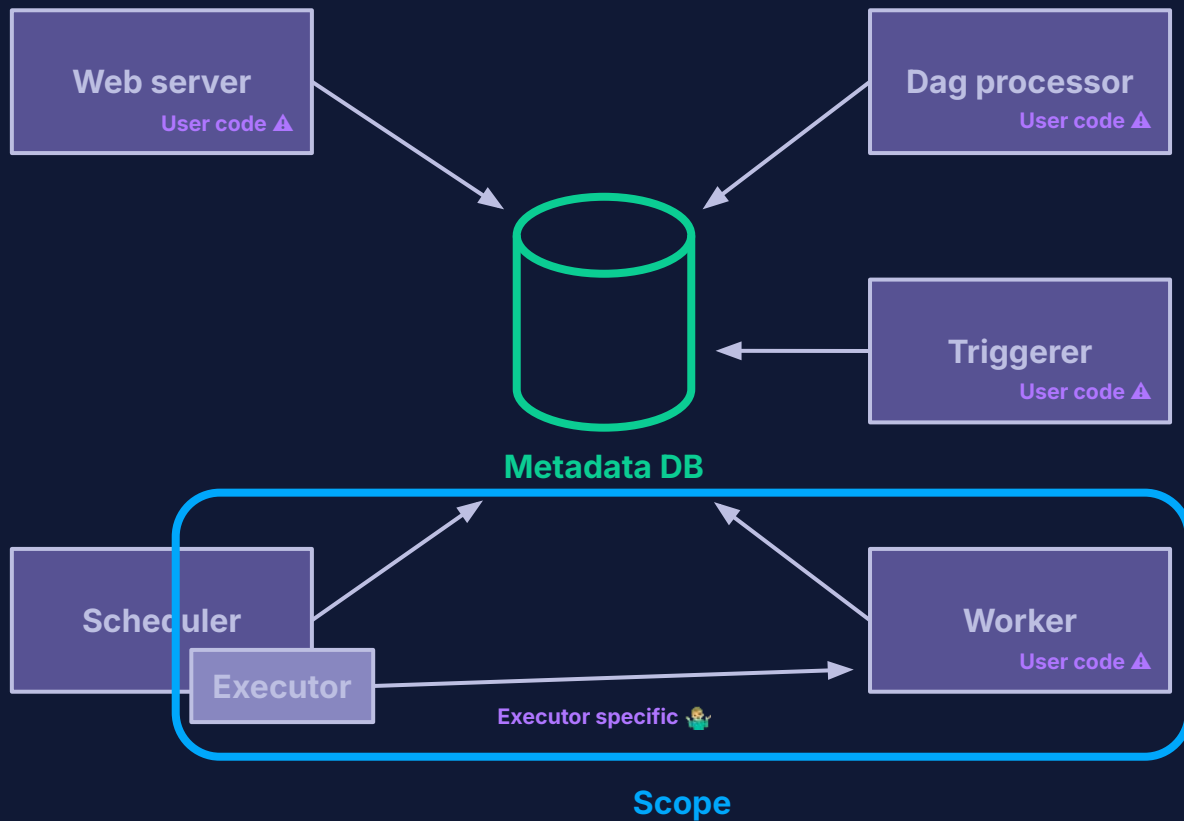 Web server
User code ⚠
Dag processor
User code ⚠
Triggerer
User code ⚠
Metadata DB
Scheduler
Executor
Worker
User code ⚠
Executor specific 🤷🏼‍♂️
Scope